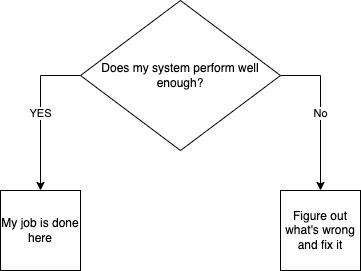 Does my system perform well
enough?
YES
No
My job is done
here
Figure out
what's wrong
and fix it